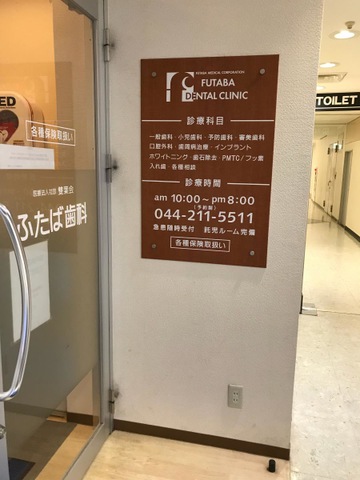 FUTABA MEDICAL CORPORATION
FUTABA
DENTAL CLINIC
診療科目
一般歯科・小児歯科・予防歯科・審美歯科
口腔外科・歯周病治療・インプラント
ホワイトニング・歯石除去・PMTC/フッ素
入れ歯・各種相談
診療時間
am 10:00～pm 8:00
(予約制)
044-211-5511
急患随時受付 託児ルーム完備
各種保険取扱い
ED
各種保険取扱い
医療法人社団
ふたば歯科
TOILET